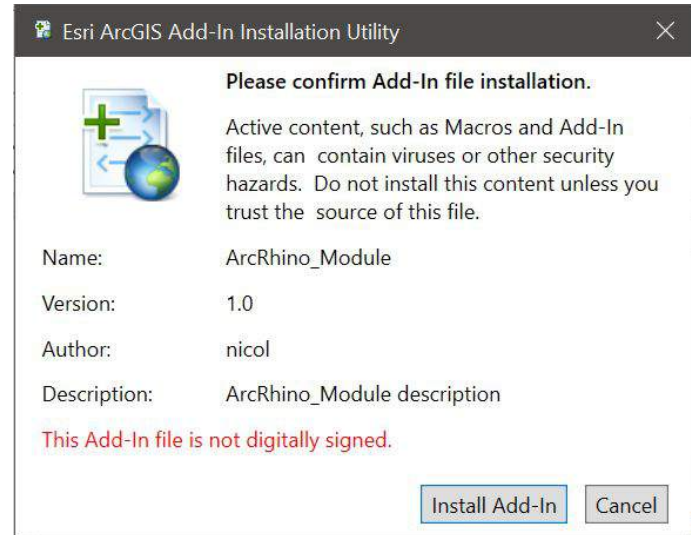 Esri ArcGIS Add-In Installation Utility
Please confirm Add-In file installation.
Active content, such as Macros and Add-In
files, can  contain viruses or other security
hazards.  Do not install this content unless you
trust the  source of this file.
Name: ArcRhino_Module
Version: 1.0
Author: nicol
Description: ArcRhino_Module description
This Add-In file is not digitally signed.
Install Add-In Cancel